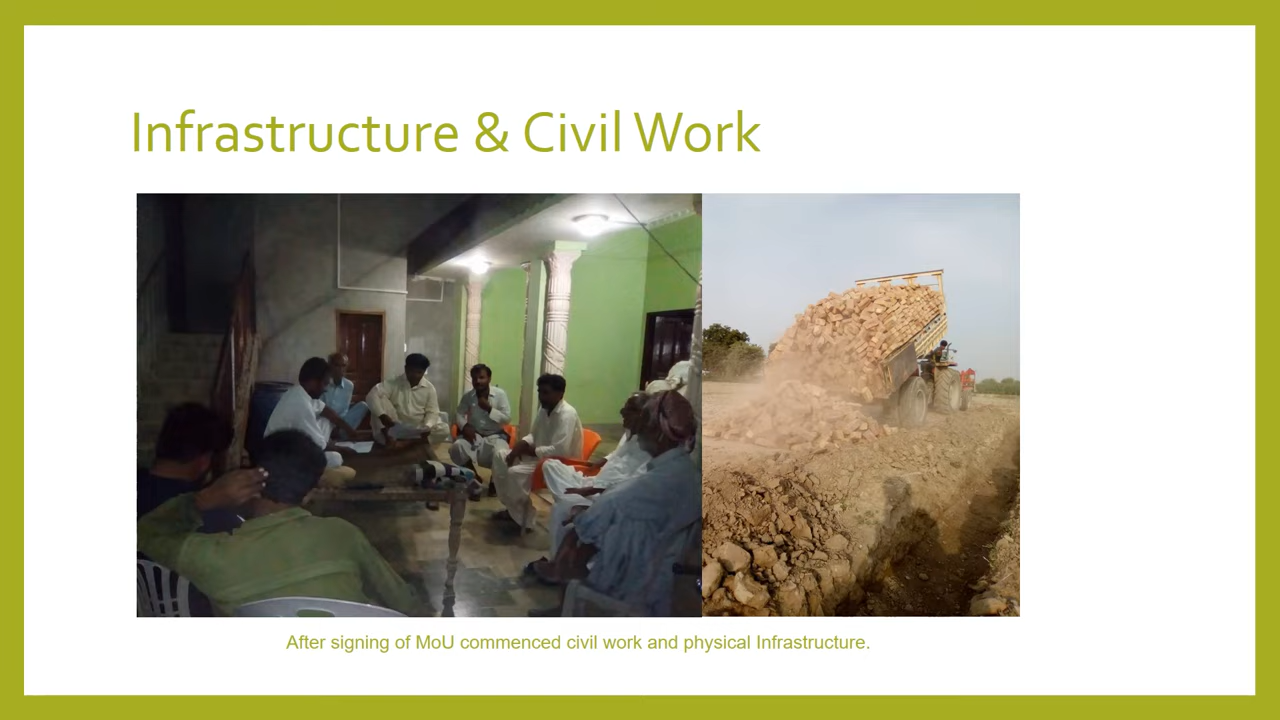 Infrastructure & Civil Work
After signing of MoU commenced civil work and physical Infrastructure.